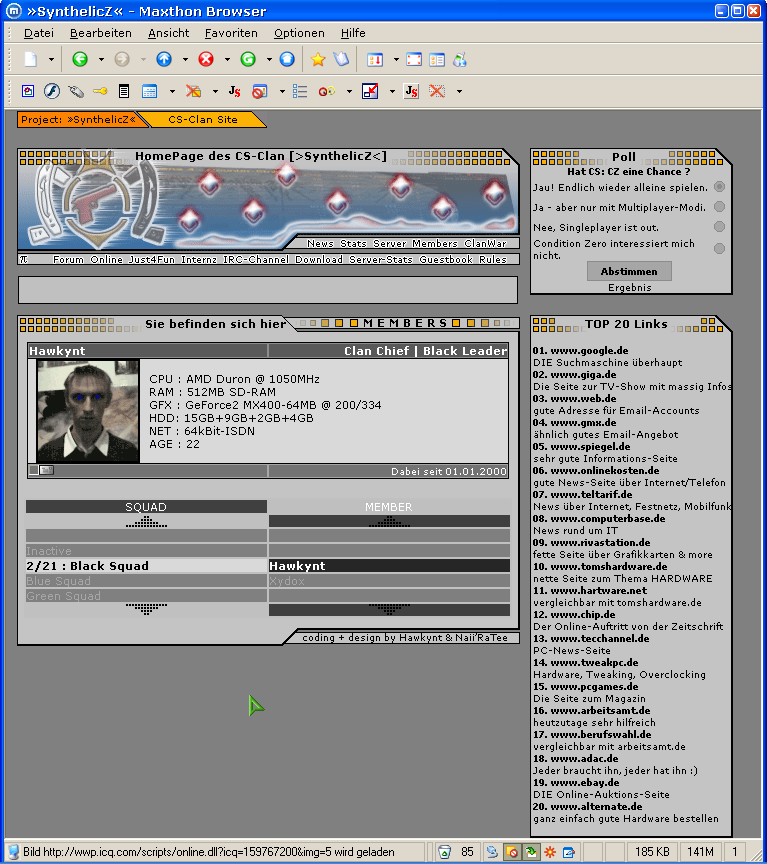 »SynthelicZ« - Maxthon Browser
Datei Bearbeiten Ansicht Favoriten Optionen Hilfe
Project: »SynthelicZ« CS-Clan Site
HomePage des CS-Clan [>SynthelicZ<]
News Stats Server Members ClanWar
π Forum Online Just4Fun Internz IRC-Channel Download Server-Stats Guestbook Rules
Poll
Hat CS: CZ eine Chance ?
Jau! Endlich wieder alleine spielen.
Ja - aber nur mit Multiplayer-Modi.
Nee, Singleplayer ist out.
Condition Zero interessiert mich
nicht.
Abstimmen
Ergebnis
Sie befinden sich hier MEMBERS
Hawkynt Clan Chief | Black Leader
CPU : AMD Duron @ 1050MHz
RAM : 512MB SD-RAM
GFX : GeForce2 MX400-64MB @ 200/334
HDD: 15GB+9GB+2GB+4GB
NET : 64kBit-ISDN
AGE : 22
Dabei seit 01.01.2000
SQUAD MEMBER
Inactive
2/21 : Black Squad Hawkynt
Blue Squad Xydox
Green Squad
coding + design by Hawkynt & Naii'RaTee
TOP 20 Links
01. www.google.de
DIE Suchmaschine überhaupt
02. www.giga.de
Die Seite zur TV-Show mit massig Infos
03. www.web.de
gute Adresse für Email-Accounts
04. www.gmx.de
ähnlich gutes Email-Angebot
05. www.spiegel.de
sehr gute Informations-Seite
06. www.onlinekosten.de
gute News-Seite über Internet/Telefon
07. www.teltarif.de
News über Internet, Festnetz, Mobilfunk
08. www.computerbase.de
News rund um IT
09. www.rivastation.de
fette Seite über Grafikkarten & more
10. www.tomshardware.de
nette Seite zum Thema HARDWARE
11. www.hartware.net
vergleichbar mit tomshardware.de
12. www.chip.de
Der Online-Auftritt von der Zeitschrift
13. www.tecchannel.de
PC-News-Seite
14. www.tweakpc.de
Hardware, Tweaking, Overclocking
15. www.pcgames.de
Die Seite zum Magazin
16. www.arbeitsamt.de
heutzutage sehr hilfreich
17. www.berufswahl.de
vergleichbar mit arbeitsamt.de
18. www.adac.de
Jeder braucht ihn, jeder hat ihn :)
19. www.ebay.de
DIE Online-Auktions-Seite
20. www.alternate.de
ganz einfach gute Hardware bestellen
Bild http://wwp.icq.com/scripts/online.dll?icq=159767200&img=5 wird geladen 85 185 KB 141M 1